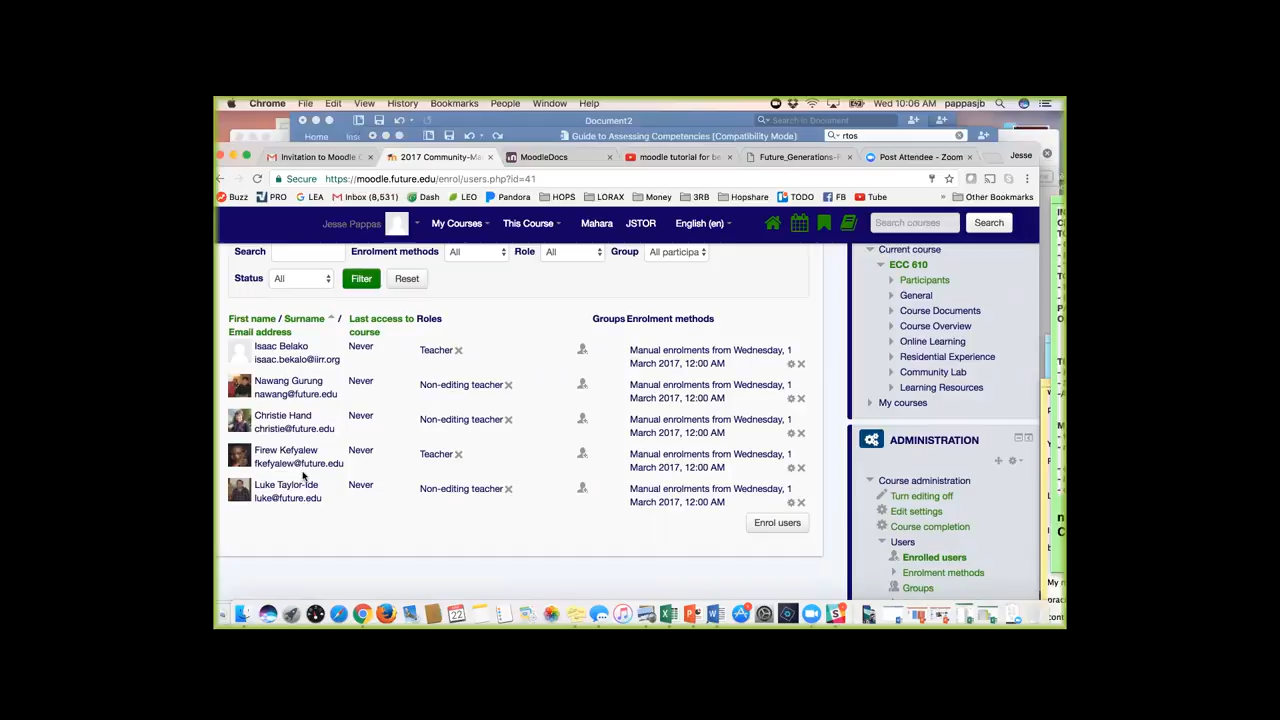 Chrome File Edit View History Bookmarks People Window Help Wed 10:06 AM pappasjb
Document2 Search in Document
Home Guide to Assessing Competencies [Compatibility Mode] rtos
Invitation to Moodle C 2017 Community-Ma MoodleDocs moodle tutorial for be Future_Generations-P Post Attendee - Zoom Jesse
Secure https://moodle.future.edu/enrol/users.php?id=41
Buzz PRO LEA Inbox (8,531) Dash LEO Pandora HOPS LORAX Money 3RB Hopshare TODO FB Tube » Other Bookmarks
Jesse Pappas My Courses This Course Mahara JSTOR English (en) Search courses Search
Search Enrolment methods All Role All Group All participa
Status All Filter Reset
First name / Surname / Email address Last access to course Roles Groups Enrolment methods
Isaac Belako Never Teacher Manual enrolments from Wednesday, 1
isaac.bekalo@iirr.org March 2017, 12:00 AM
Nawang Gurung Never Non-editing teacher Manual enrolments from Wednesday, 1
nawang@future.edu March 2017, 12:00 AM
Christie Hand Never Non-editing teacher Manual enrolments from Wednesday, 1
christie@future.edu March 2017, 12:00 AM
Firew Kefyalew Never Teacher Manual enrolments from Wednesday, 1
fkefyalew@future.edu March 2017, 12:00 AM
Luke Taylor-Ide Never Non-editing teacher Manual enrolments from Wednesday, 1
luke@future.edu March 2017, 12:00 AM
Enrol users
Current course
ECC 610
Participants
General
Course Documents
Course Overview
Online Learning
Residential Experience
Community Lab
Learning Resources
My courses
ADMINISTRATION
Course administration
Turn editing off
Edit settings
Course completion
Users
Enrolled users
Enrolment methods
Groups
My n
prac
cont
22